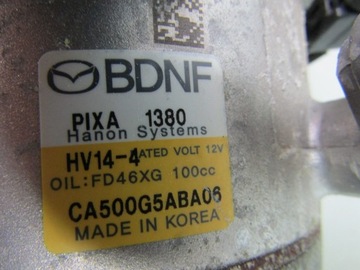 BDNF
PIXA 1380
Hanon Systems
HV14-4 ATED VOLT 12V
OIL:FD46XG 100cc
CA500G5ABA06
MADE IN KOREA